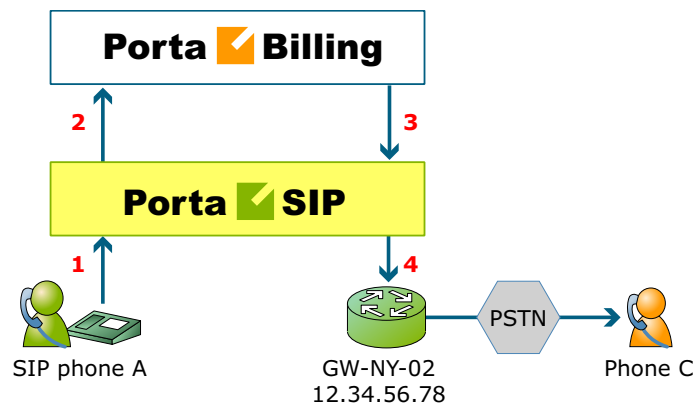 Porta Billing
2
3
Porta SIP
1
4
PSTN
SIP phone A
GW-NY-02
12.34.56.78
Phone C